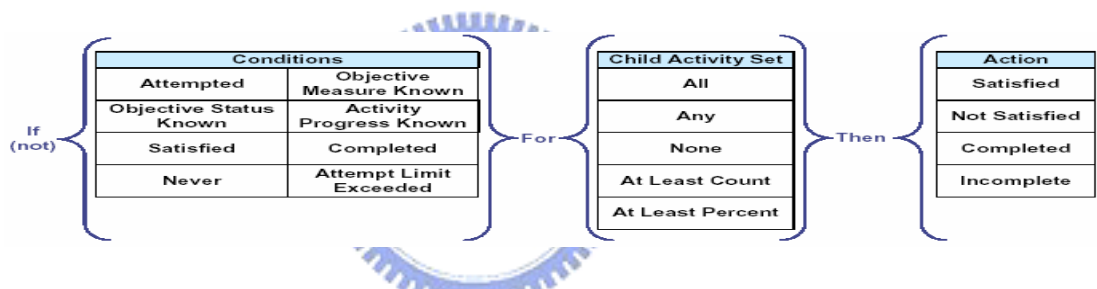 If
(not)
Conditions
Attempted
Objective
Measure Known
Objective Status
Known
Activity
Progress Known
Satisfied
Completed
Never
Attempt Limit
Exceeded
For
Child Activity Set
All
Any
None
At Least Count
At Least Percent
Then
Action
Satisfied
Not Satisfied
Completed
Incomplete